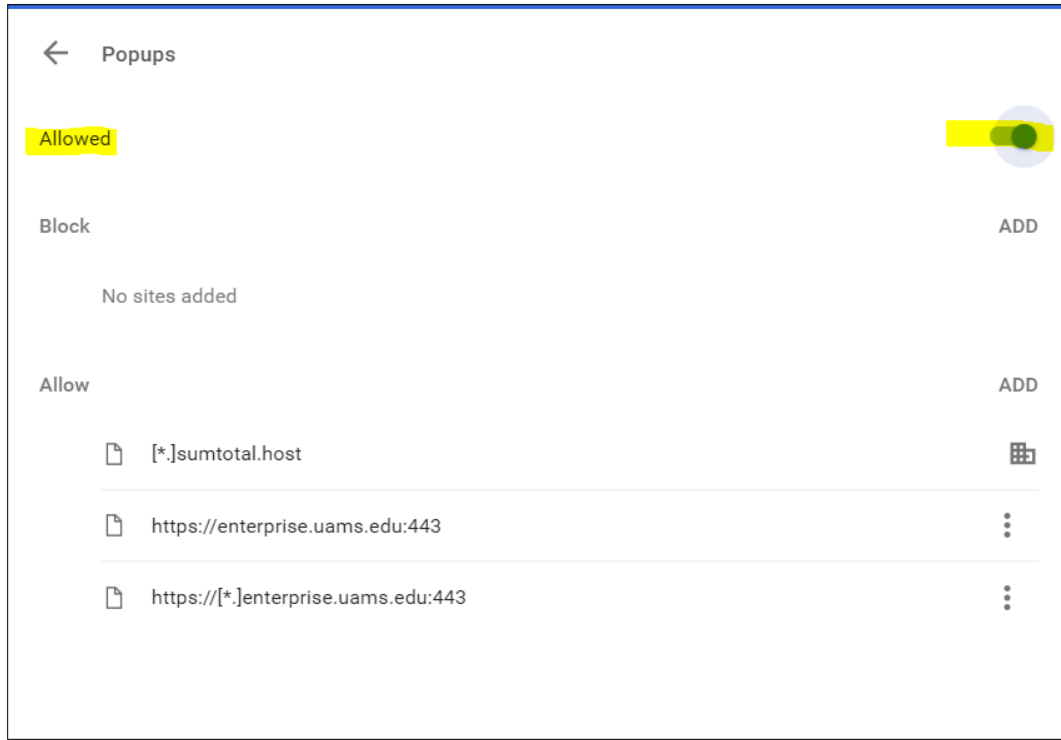 Popups
Allowed
Block ADD
No sites added
Allow ADD
[*.]sumtotal.host
https://enterprise.uams.edu:443
https://[*.]enterprise.uams.edu:443